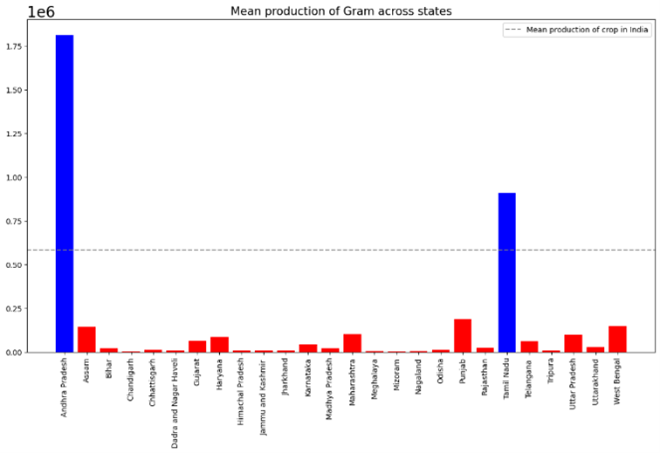 1e6
Mean production of Gram across states
Mean production of crop in India
1.75
1.50
1.25
1.00
0.75
0.50
0.25
0.00
Andhra Pradesh
Assam
Bihar
Chandigarh
Chhattisgarh
Dadra and Nagar Haveli
Gujarat
Haryana
Himachal Pradesh
Jammu and Kashmir
Jharkhand
Karnataka
Madhya Pradesh
Maharashtra
Meghalaya
Mizoram
Nagaland
Odisha
Punjab
Rajasthan
Tamil Nadu
Telangana
Tripura
Uttar Pradesh
Uttarakhand
West Bengal